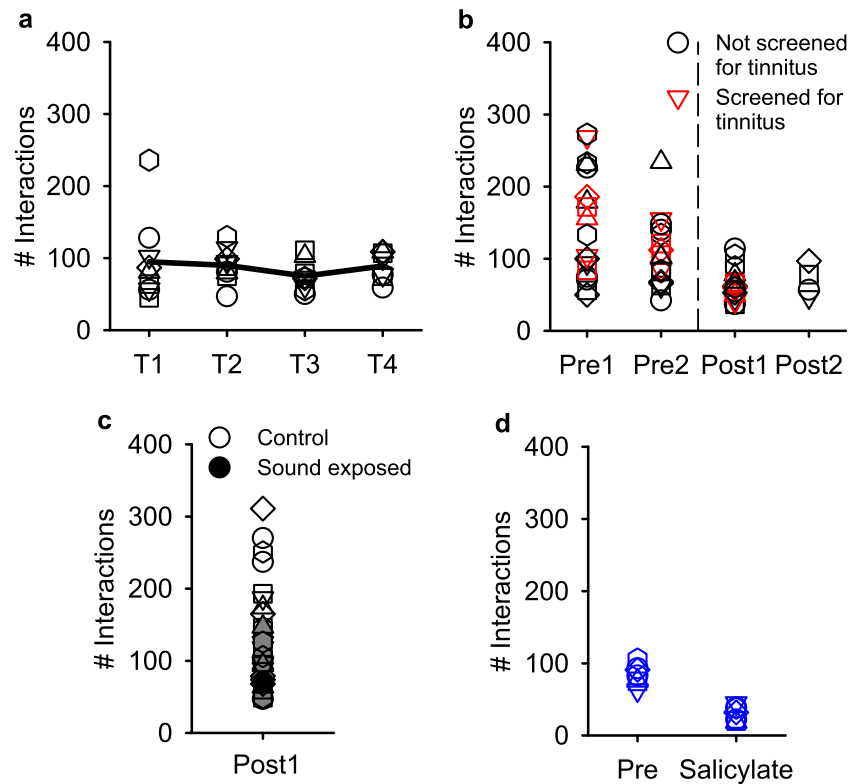 a
400
300
200
100
0
# Interactions
T1 T2 T3 T4
b
400
300
200
100
0
# Interactions
Not screened
for tinnitus
Screened for
tinnitus
Pre1 Pre2 Post1 Post2
c
400
300
200
100
0
# Interactions
Control
Sound exposed
Post1
d
400
300
200
100
0
# Interactions
Pre Salicylate